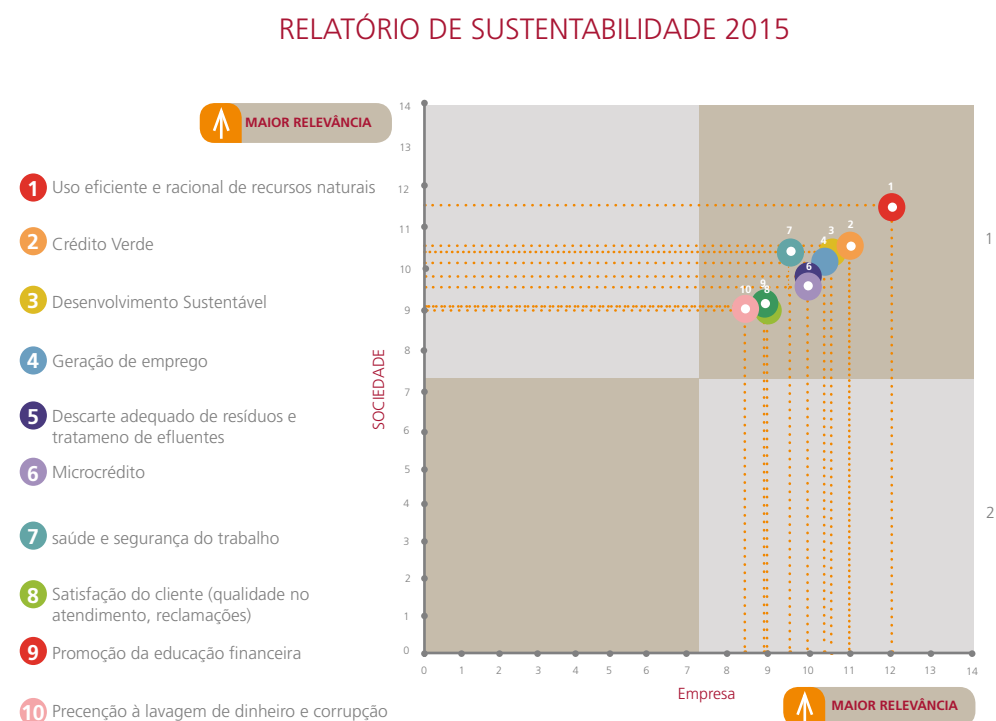 RELATÓRIO DE SUSTENTABILIDADE 2015
MAIOR RELEVÂNCIA
1 Uso eficiente e racional de recursos naturais
2 Crédito Verde
3 Desenvolvimento Sustentável
4 Geração de emprego
5 Descarte adequado de resíduos e
tratameno de efluentes
6 Microcrédito
7 saúde e segurança do trabalho
8 Satisfação do cliente (qualidade no
atendimento, reclamações)
9 Promoção da educação financeira
10 Precenção à lavagem de dinheiro e corrupção
SOCIEDADE
14
13
12
11
10
9
8
7
6
5
4
3
2
1
0
1
2
3
4
7
6
9
8
10
1
2
0 1 2 3 4 5 6 7 8 9 10 11 12 13 14
Empresa
MAIOR RELEVÂNCIA